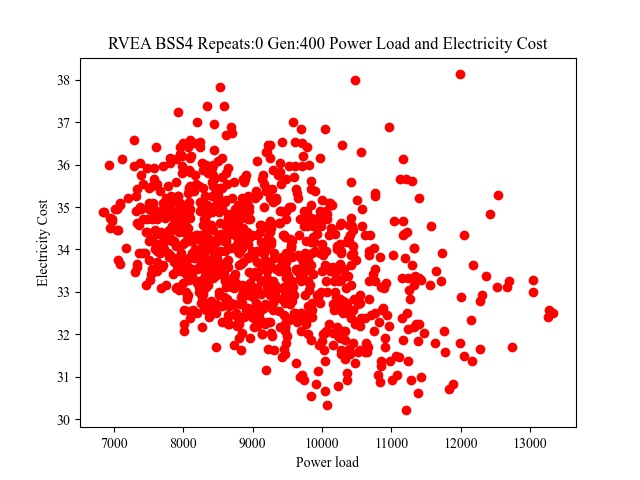 RVEA BSS4 Repeats:0 Gen:400 Power Load and Electricity Cost
38
37
36
35
34
33
32
31
30
Electricity Cost
7000 8000 9000 10000 11000 12000 13000
Power load